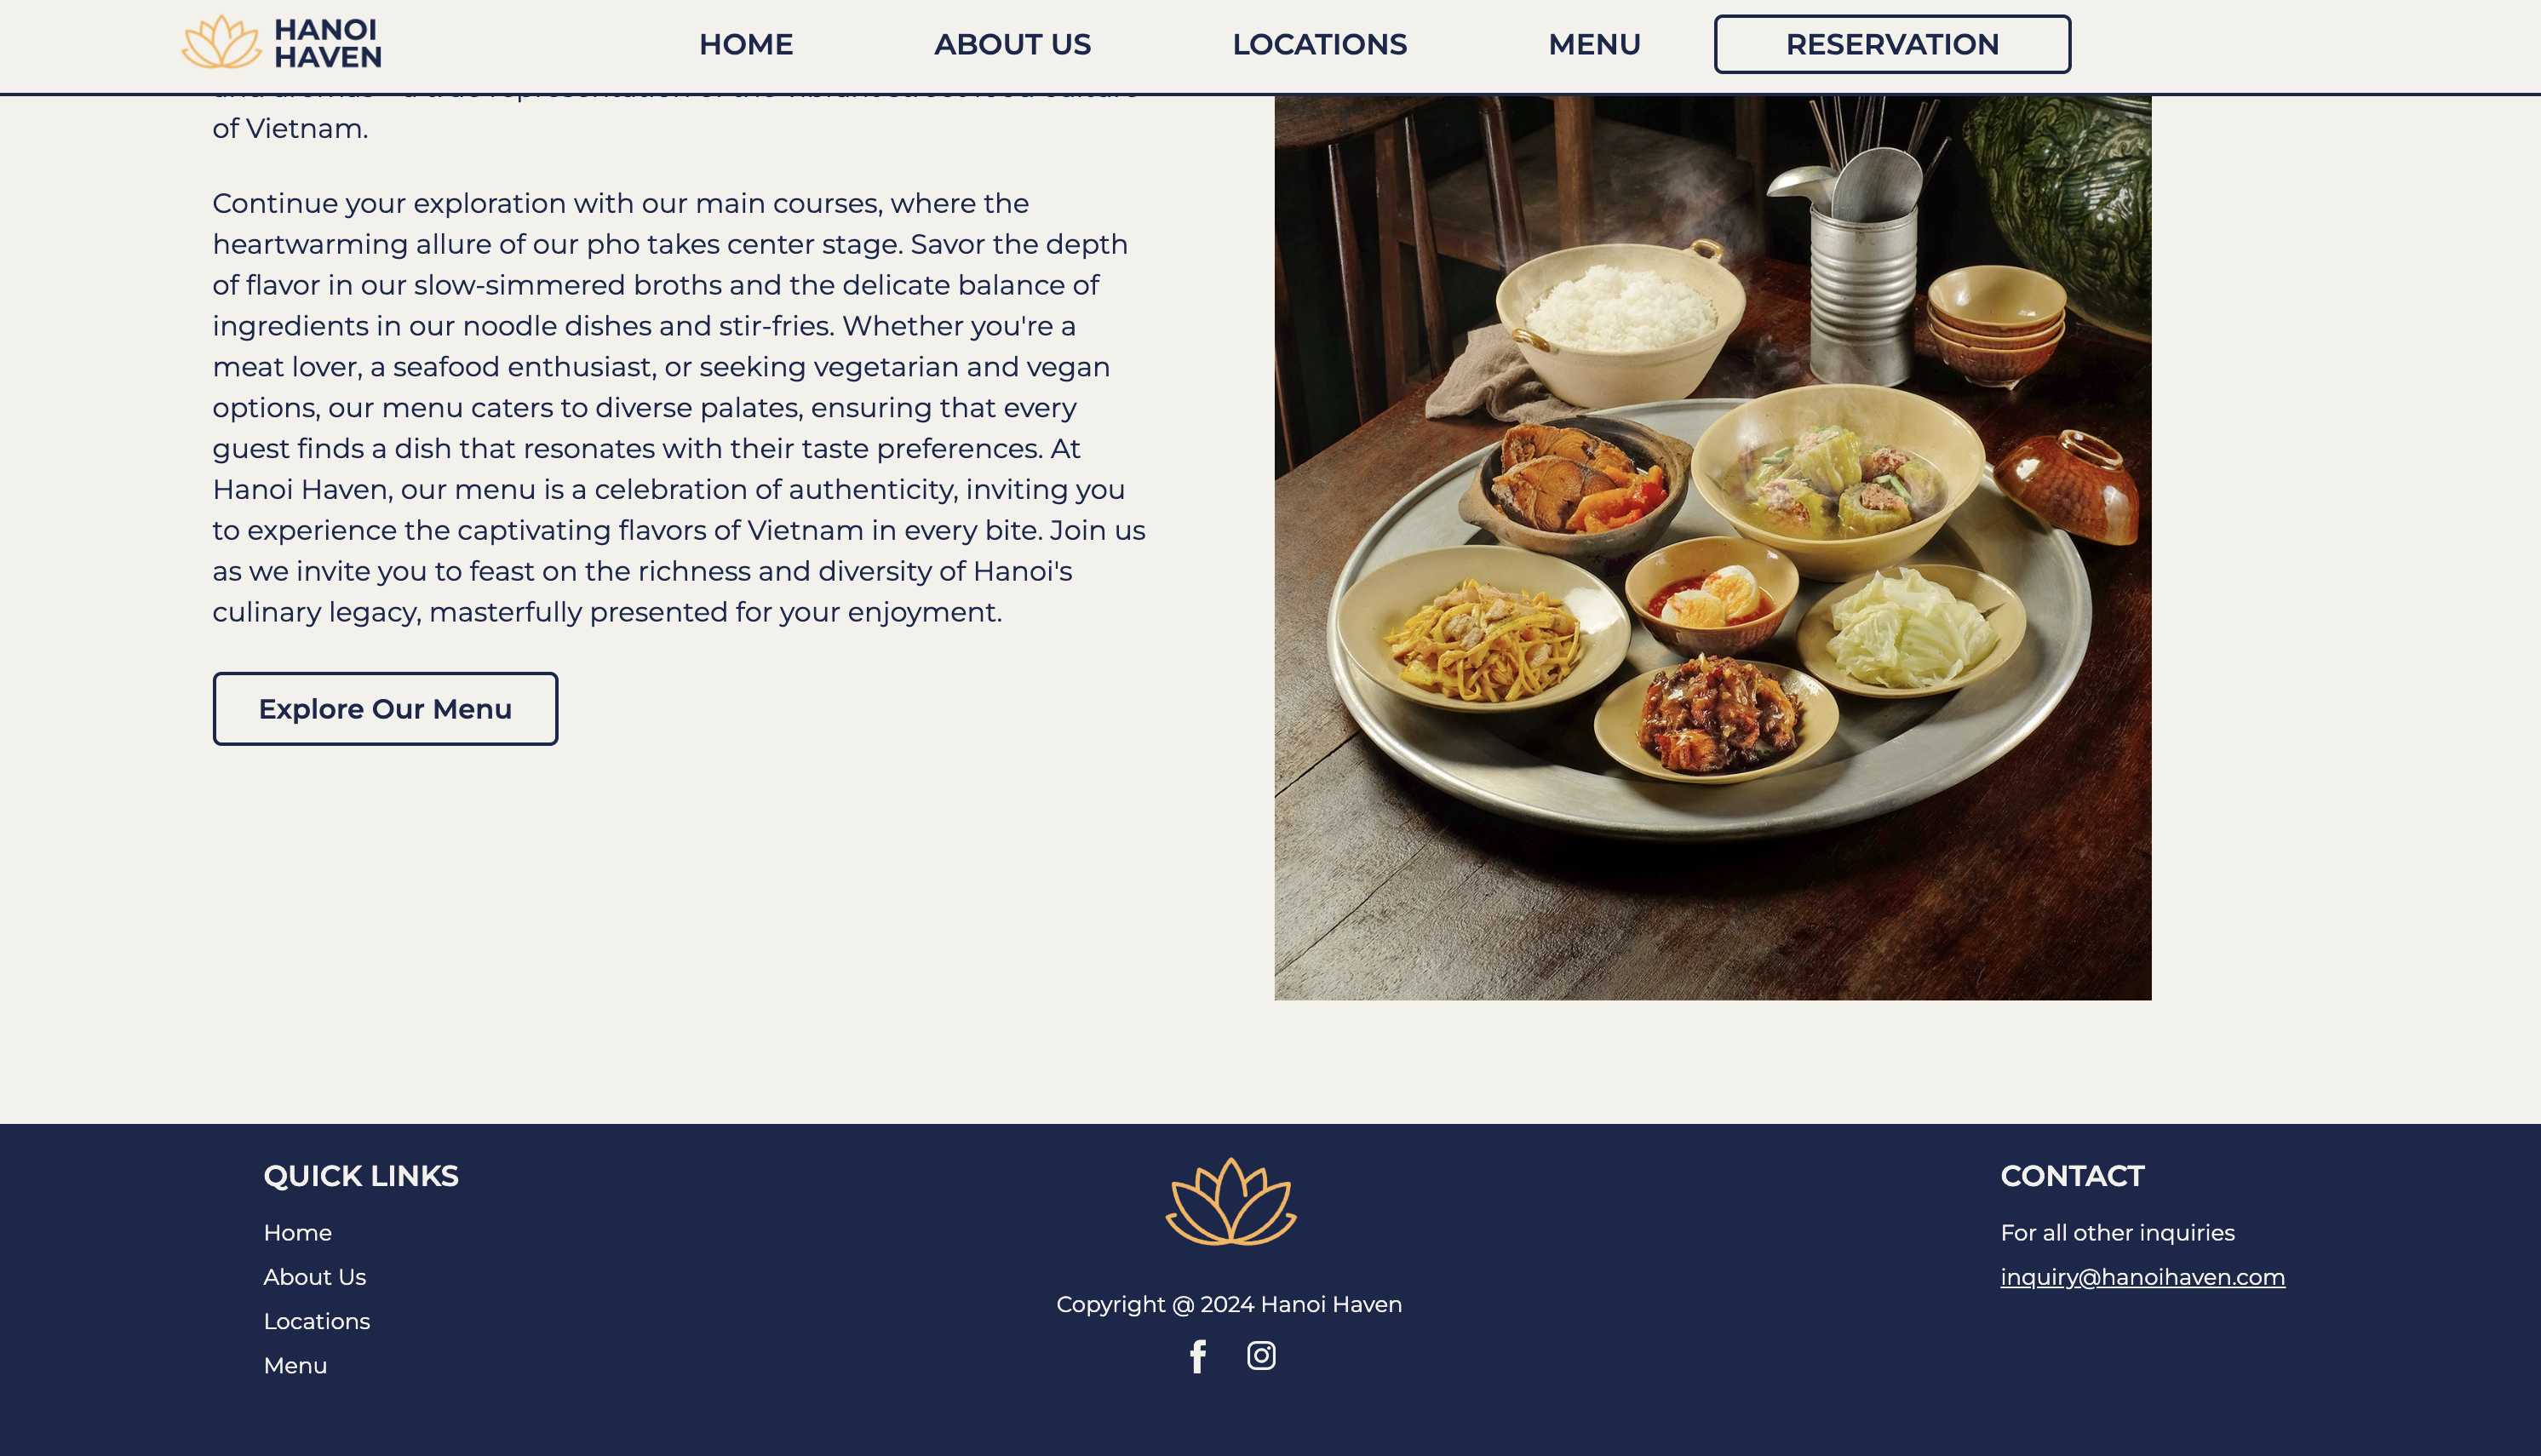 HANOI
HAVEN
HOME
ABOUT US
LOCATIONS
MENU
RESERVATION
of Vietnam.
Continue your exploration with our main courses, where the
heartwarming allure of our pho takes center stage. Savor the depth
of flavor in our slow-simmered broths and the delicate balance of
ingredients in our noodle dishes and stir-fries. Whether you're a
meat lover, a seafood enthusiast, or seeking vegetarian and vegan
options, our menu caters to diverse palates, ensuring that every
guest finds a dish that resonates with their taste preferences. At
Hanoi Haven, our menu is a celebration of authenticity, inviting you
to experience the captivating flavors of Vietnam in every bite. Join us
as we invite you to feast on the richness and diversity of Hanoi's
culinary legacy, masterfully presented for your enjoyment.
Explore Our Menu
QUICK LINKS
Home
About Us
Locations
Menu
Copyright @ 2024 Hanoi Haven
CONTACT
For all other inquiries
inquiry@hanoihaven.com